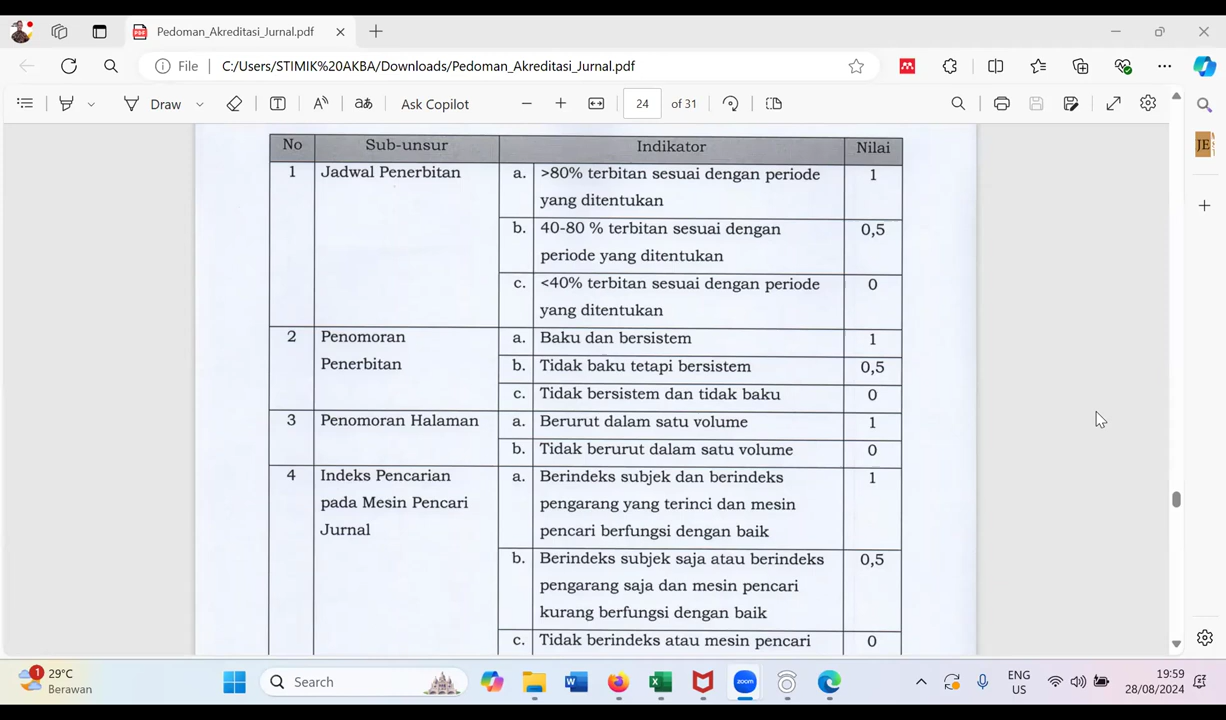 Pedoman_Akreditasi_Jurnal.pdf
File C:/Users/STIMIK%20AKBA/Downloads/Pedoman_Akreditasi_Jurnal.pdf
Draw aあ Ask Copilot 24 of 31
No Sub-unsur Indikator Nilai
1 Jadwal Penerbitan a. >80% terbitan sesuai dengan periode 1
yang ditentukan
b. 40-80 % terbitan sesuai dengan 0,5
periode yang ditentukan
c. <40% terbitan sesuai dengan periode 0
yang ditentukan
2 Penomoran a. Baku dan bersistem 1
Penerbitan b. Tidak baku tetapi bersistem 0,5
c. Tidak bersistem dan tidak baku 0
3 Penomoran Halaman a. Berurut dalam satu volume 1
b. Tidak berurut dalam satu volume 0
4 Indeks Pencarian a. Berindeks subjek dan berindeks 1
pada Mesin Pencari pengarang yang terinci dan mesin
Jurnal pencari berfungsi dengan baik
b. Berindeks subjek saja atau berindeks 0,5
pengarang saja dan mesin pencari
kurang berfungsi dengan baik
c. Tidak berindeks atau mesin pencari 0
JE
1 29°C
Berawan
Search
zoom
ENG
US
19:59
28/08/2024